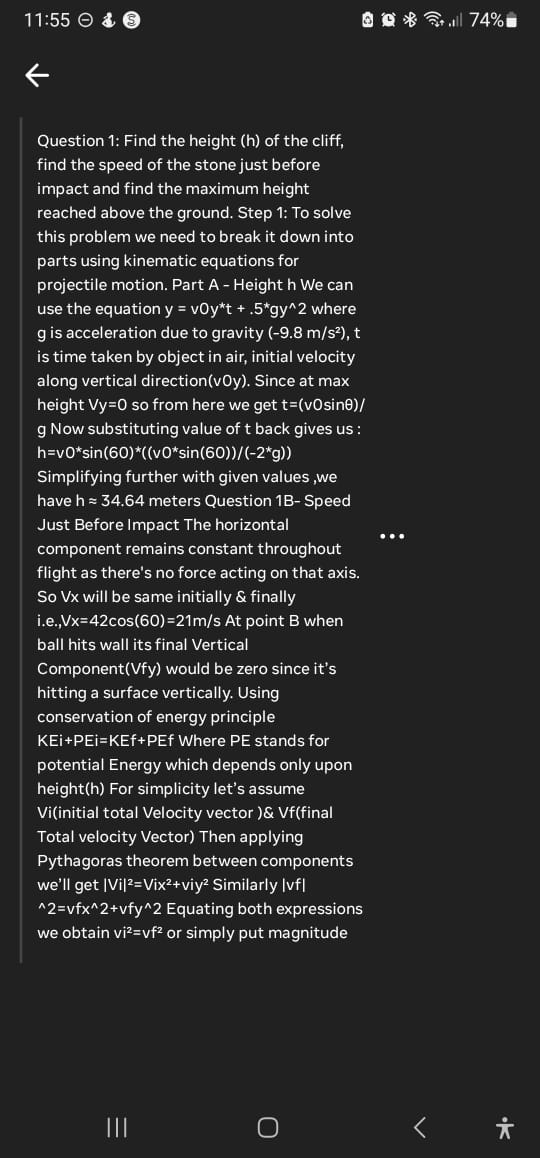 11:55
74%
Question 1: Find the height (h) of the cliff,
find the speed of the stone just before
impact and find the maximum height
reached above the ground. Step 1: To solve
this problem we need to break it down into
parts using kinematic equations for
projectile motion. Part A - Height h We can
use the equation y = v0y*t + .5*gy^2 where
g is acceleration due to gravity (-9.8 m/s²), t
is time taken by object in air, initial velocity
along vertical direction(v0y). Since at max
height Vy=0 so from here we get t=(v0sinθ)/
g Now substituting value of t back gives us :
h=v0*sin(60)*((v0*sin(60))/(-2*g))
Simplifying further with given values ,we
have h ≈ 34.64 meters Question 1B- Speed
Just Before Impact The horizontal
component remains constant throughout
flight as there's no force acting on that axis.
So Vx will be same initially & finally
i.e.,Vx=42cos(60)=21m/s At point B when
ball hits wall its final Vertical
Component(Vfy) would be zero since it's
hitting a surface vertically. Using
conservation of energy principle
KEi+PEi=KEf+PEf Where PE stands for
potential Energy which depends only upon
height(h) For simplicity let's assume
Vi(initial total Velocity vector )& Vf(final
Total velocity Vector) Then applying
Pythagoras theorem between components
we'll get |Vi|²=Vix²+viy² Similarly |vf|
^2=vfx^2+vfy^2 Equating both expressions
we obtain vi²=vf² or simply put magnitude